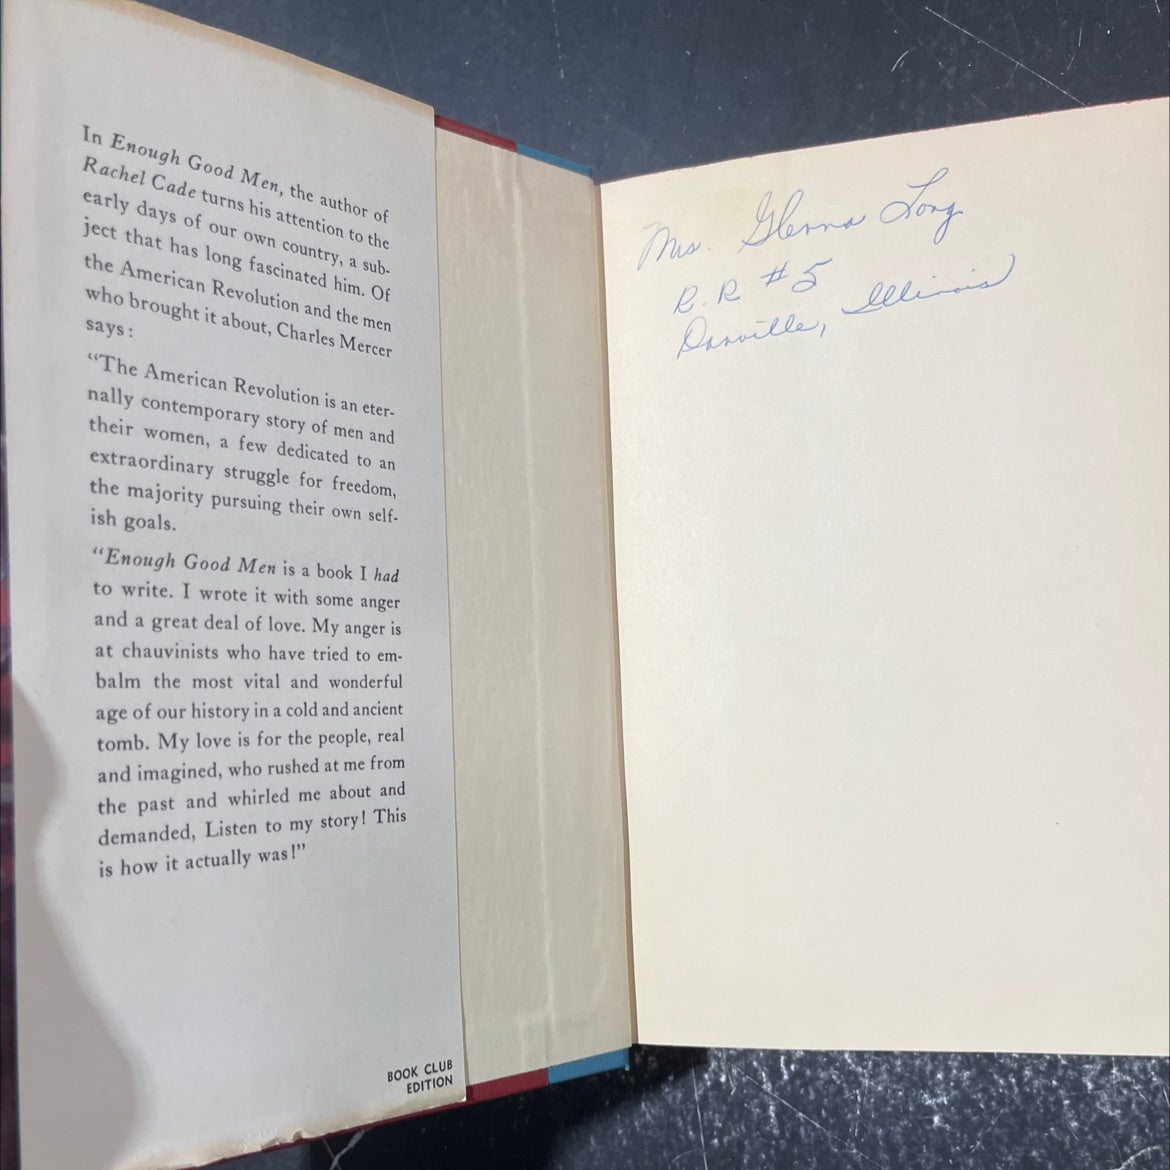 In Enough Good Men, the author of
Rachel Cade turns his attention to the
early days of our own country, a sub-
ject that has long fascinated him. Of
the American Revolution and the men
who brought it about, Charles Mercer
says:
“The American Revolution is an eter-
nally contemporary story of men and
their women, a few dedicated to an
extraordinary struggle for freedom,
the majority pursuing their own self-
ish goals.
“Enough Good Men is a book I had
to write. I wrote it with some anger
and a great deal of love. My anger is
at chauvinists who have tried to em-
balm the most vital and wonderful
age of our history in a cold and ancient
tomb. My love is for the people, real
and imagined, who rushed at me from
the past and whirled me about and
demanded, Listen to my story! This
is how it actually was!”
BOOK CLUB
EDITION
Mrs. Glenna Long
R.R #5
Danville, Illinois